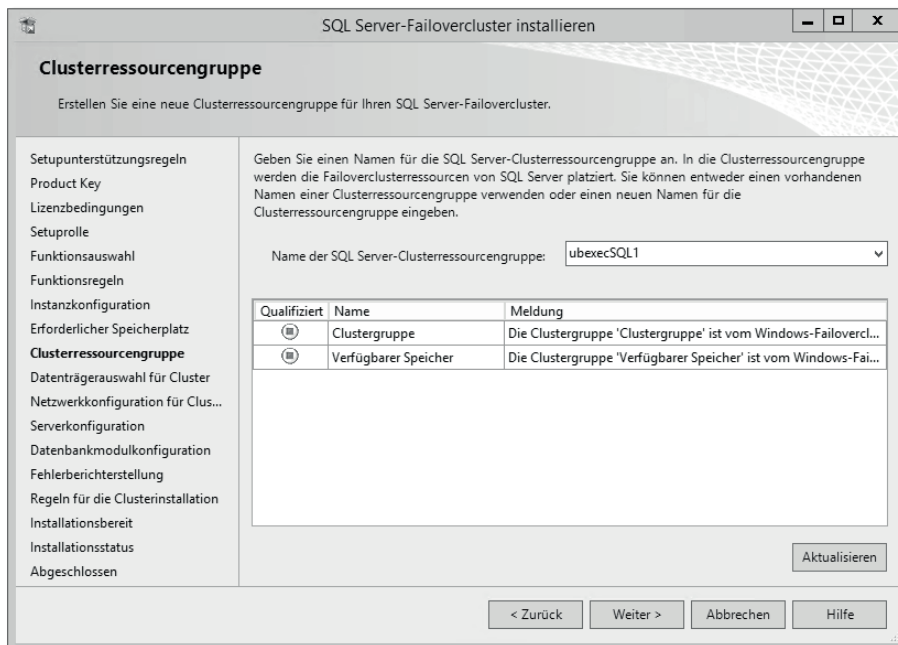 SQL Server-Failovercluster installieren
Clusterressourcengruppe
Erstellen Sie eine neue Clusterressourcengruppe für Ihren SQL Server-Failovercluster.
Setupunterstützungsregeln
Product Key
Lizenzbedingungen
Setuprolle
Funktionsauswahl
Funktionsregeln
Instanzkonfiguration
Erforderlicher Speicherplatz
Clusterressourcengruppe
Datenträgerauswahl für Cluster
Netzwerkkonfiguration für Clus...
Serverkonfiguration
Datenbankmodulkonfiguration
Fehlerberichterstellung
Regeln für die Clusterinstallation
Installationsbereit
Installationsstatus
Abgeschlossen
Geben Sie einen Namen für die SQL Server-Clusterressourcengruppe an. In die Clusterressourcengruppe
werden die Failoverclusterressourcen von SQL Server platziert. Sie können entweder einen vorhandenen
Namen einer Clusterressourcengruppe verwenden oder einen neuen Namen für die
Clusterressourcengruppe eingeben.
Name der SQL Server-Clusterressourcengruppe: ubexecSQL1
Qualifiziert Name Meldung
Clustergruppe Die Clustergruppe 'Clustergruppe' ist vom Windows-Failovercl...
Verfügbarer Speicher Die Clustergruppe 'Verfügbarer Speicher' ist vom Windows-Fai...
Aktualisieren
< Zurück Weiter > Abbrechen Hilfe